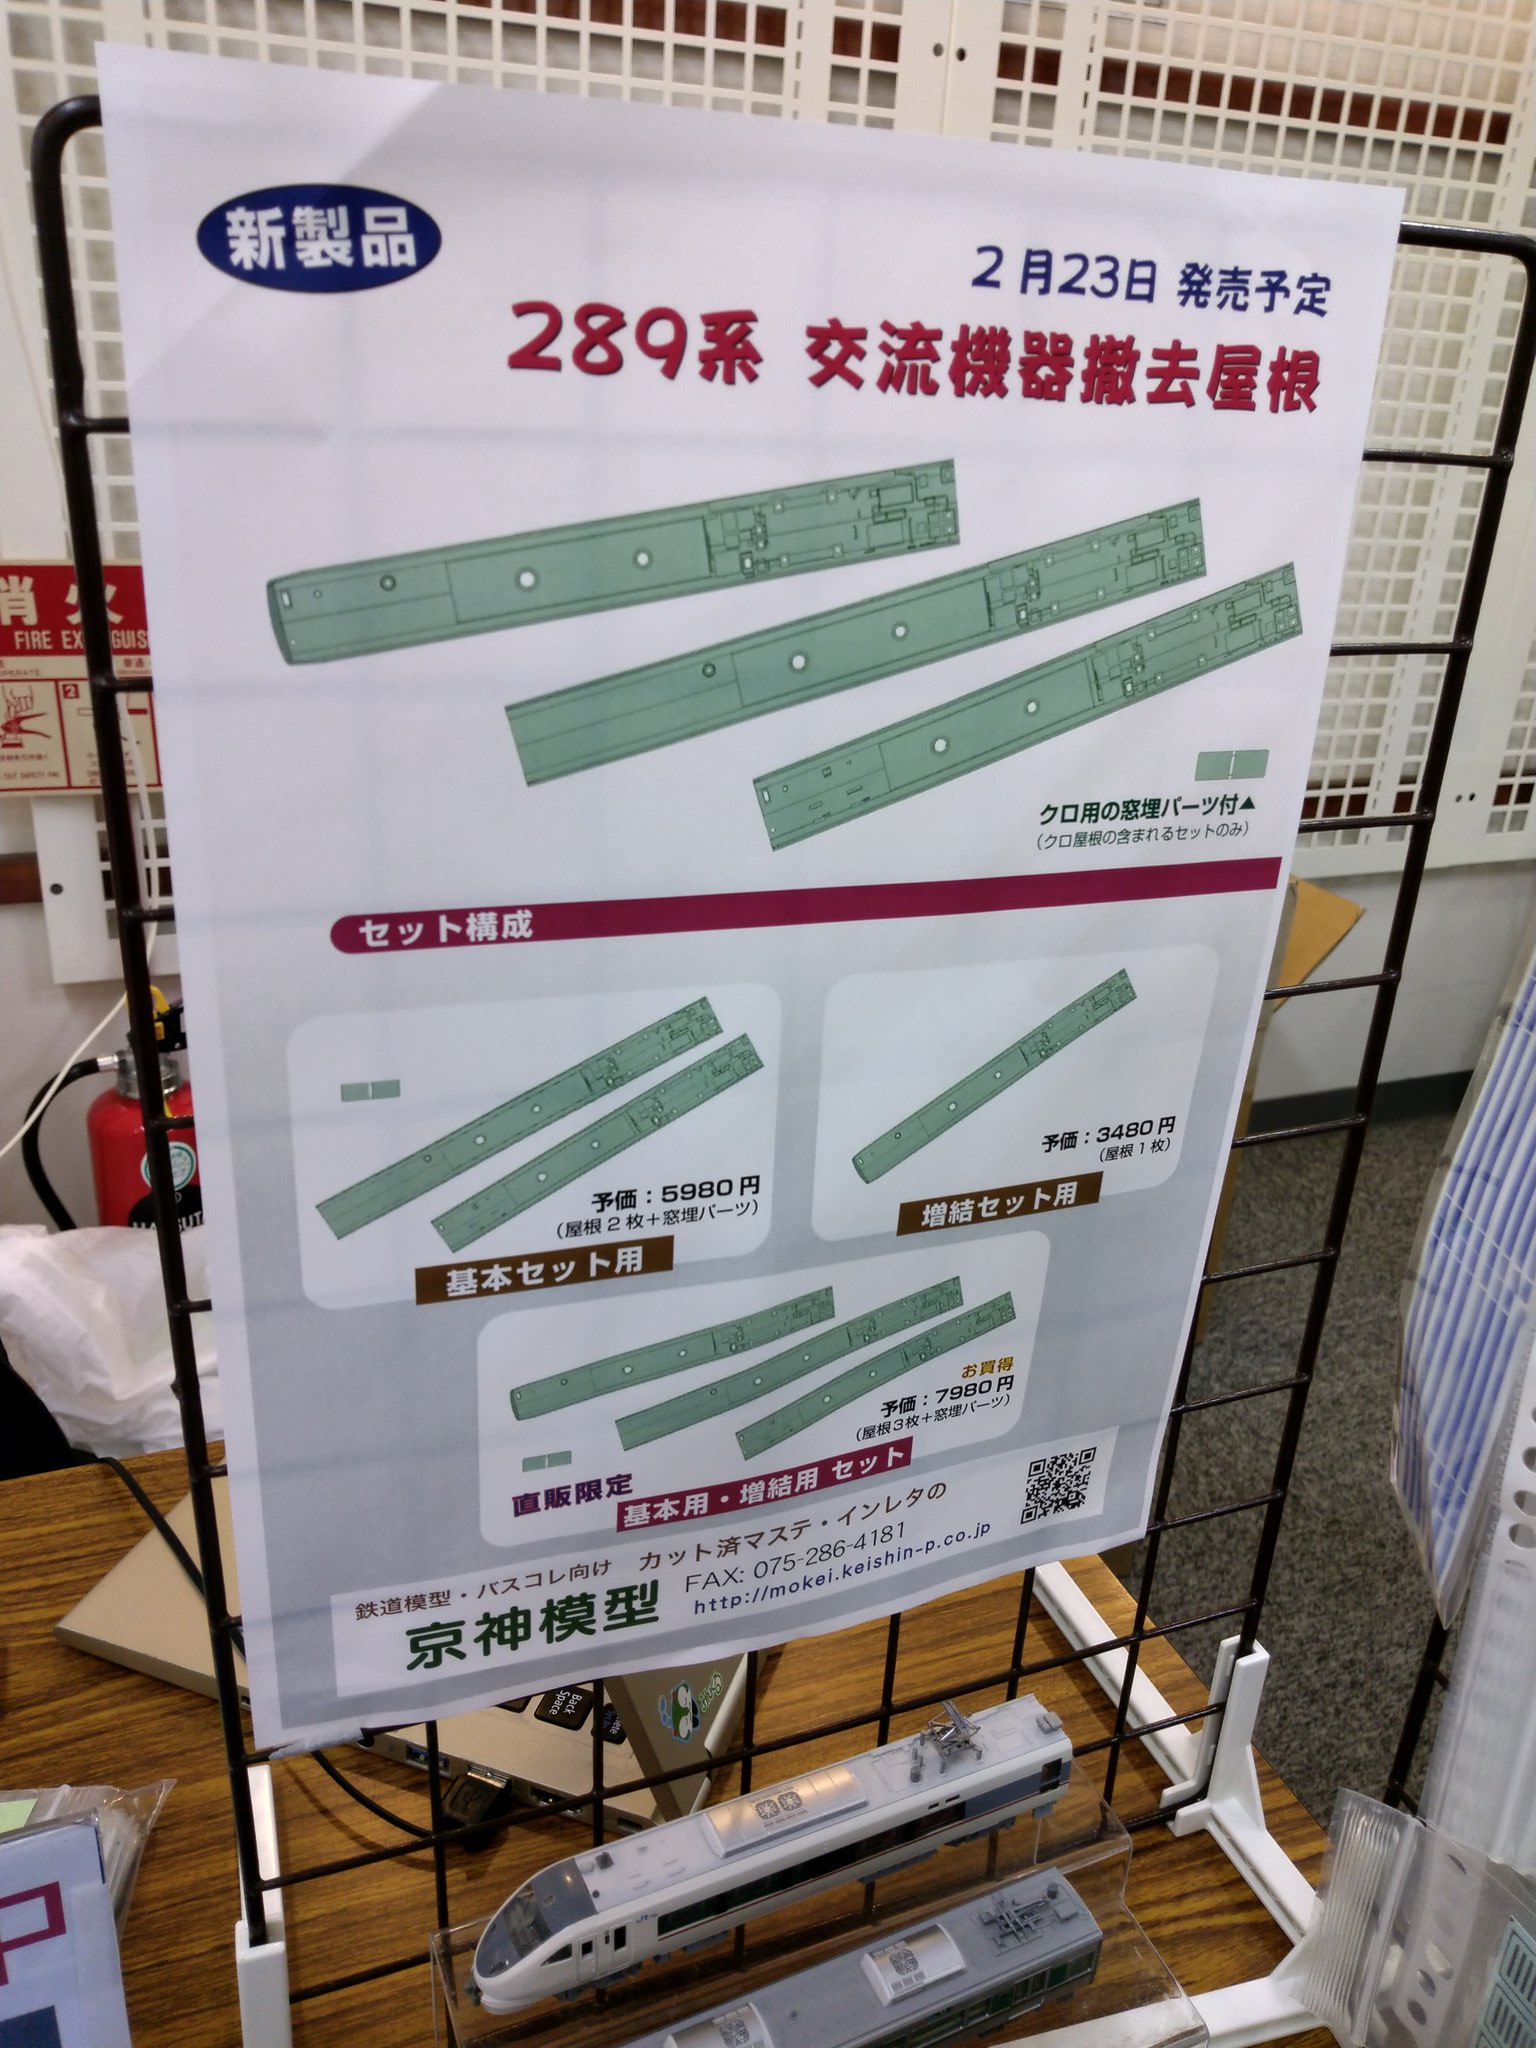 新製品
2月23日 発売予定
289系 交流機器撤去屋根
クロ用の窓埋パーツ付▲
（クロ屋根の含まれるセットのみ）
セット構成
予価：5980円
（屋根２枚＋窓埋パーツ）
基本セット用
予価：3480円
（屋根１枚）
増結セット用
お買得
予価：7980円
（屋根3枚＋窓埋パーツ）
直販限定
基本用・増結用 セット
鉄道模型・バスコレ向け カット済マステ・インレタの
京神模型
FAX: 075-286-4181
http://mokei.keishin-p.co.jp
消火
FIRE EX
2
Back
Space